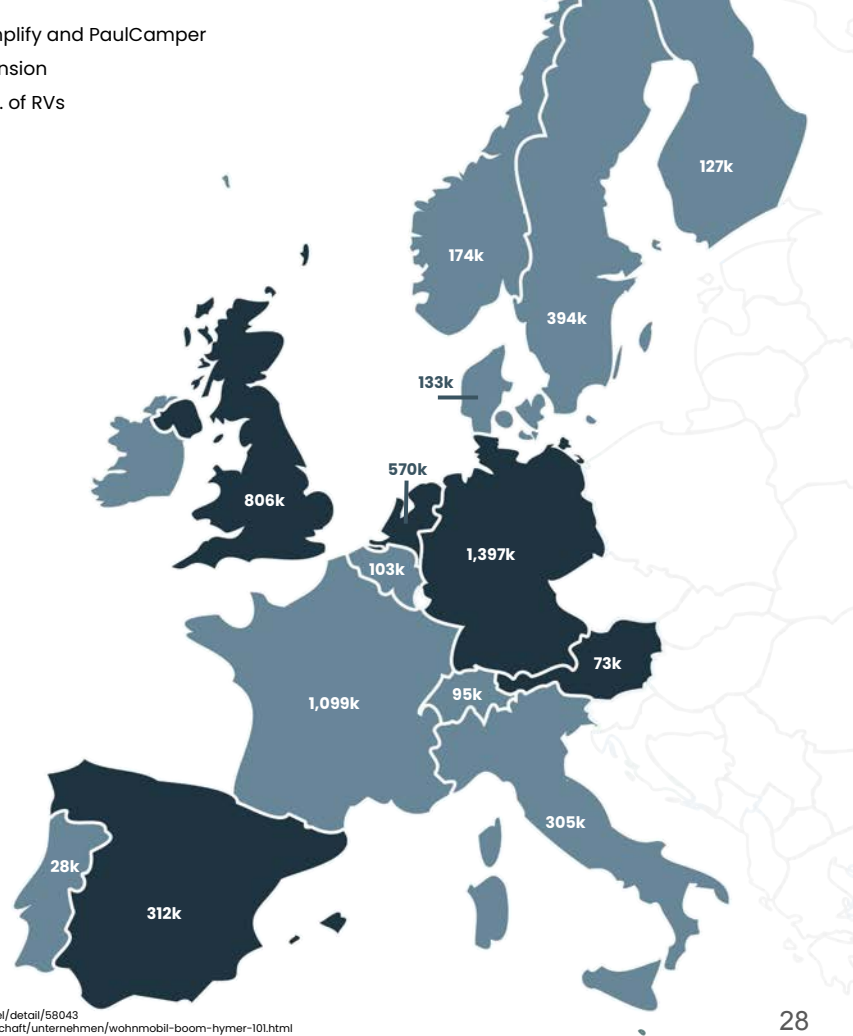 nplify and PaulCamper
nsion
. of RVs
127k
174k
394k
133k
570k
806k
1,397k
103k
73k
95k
1,099k
305k
28k
312k
el/detail/58043
chaft/unternehmen/wohnmobil-boom-hymer-101.html
28